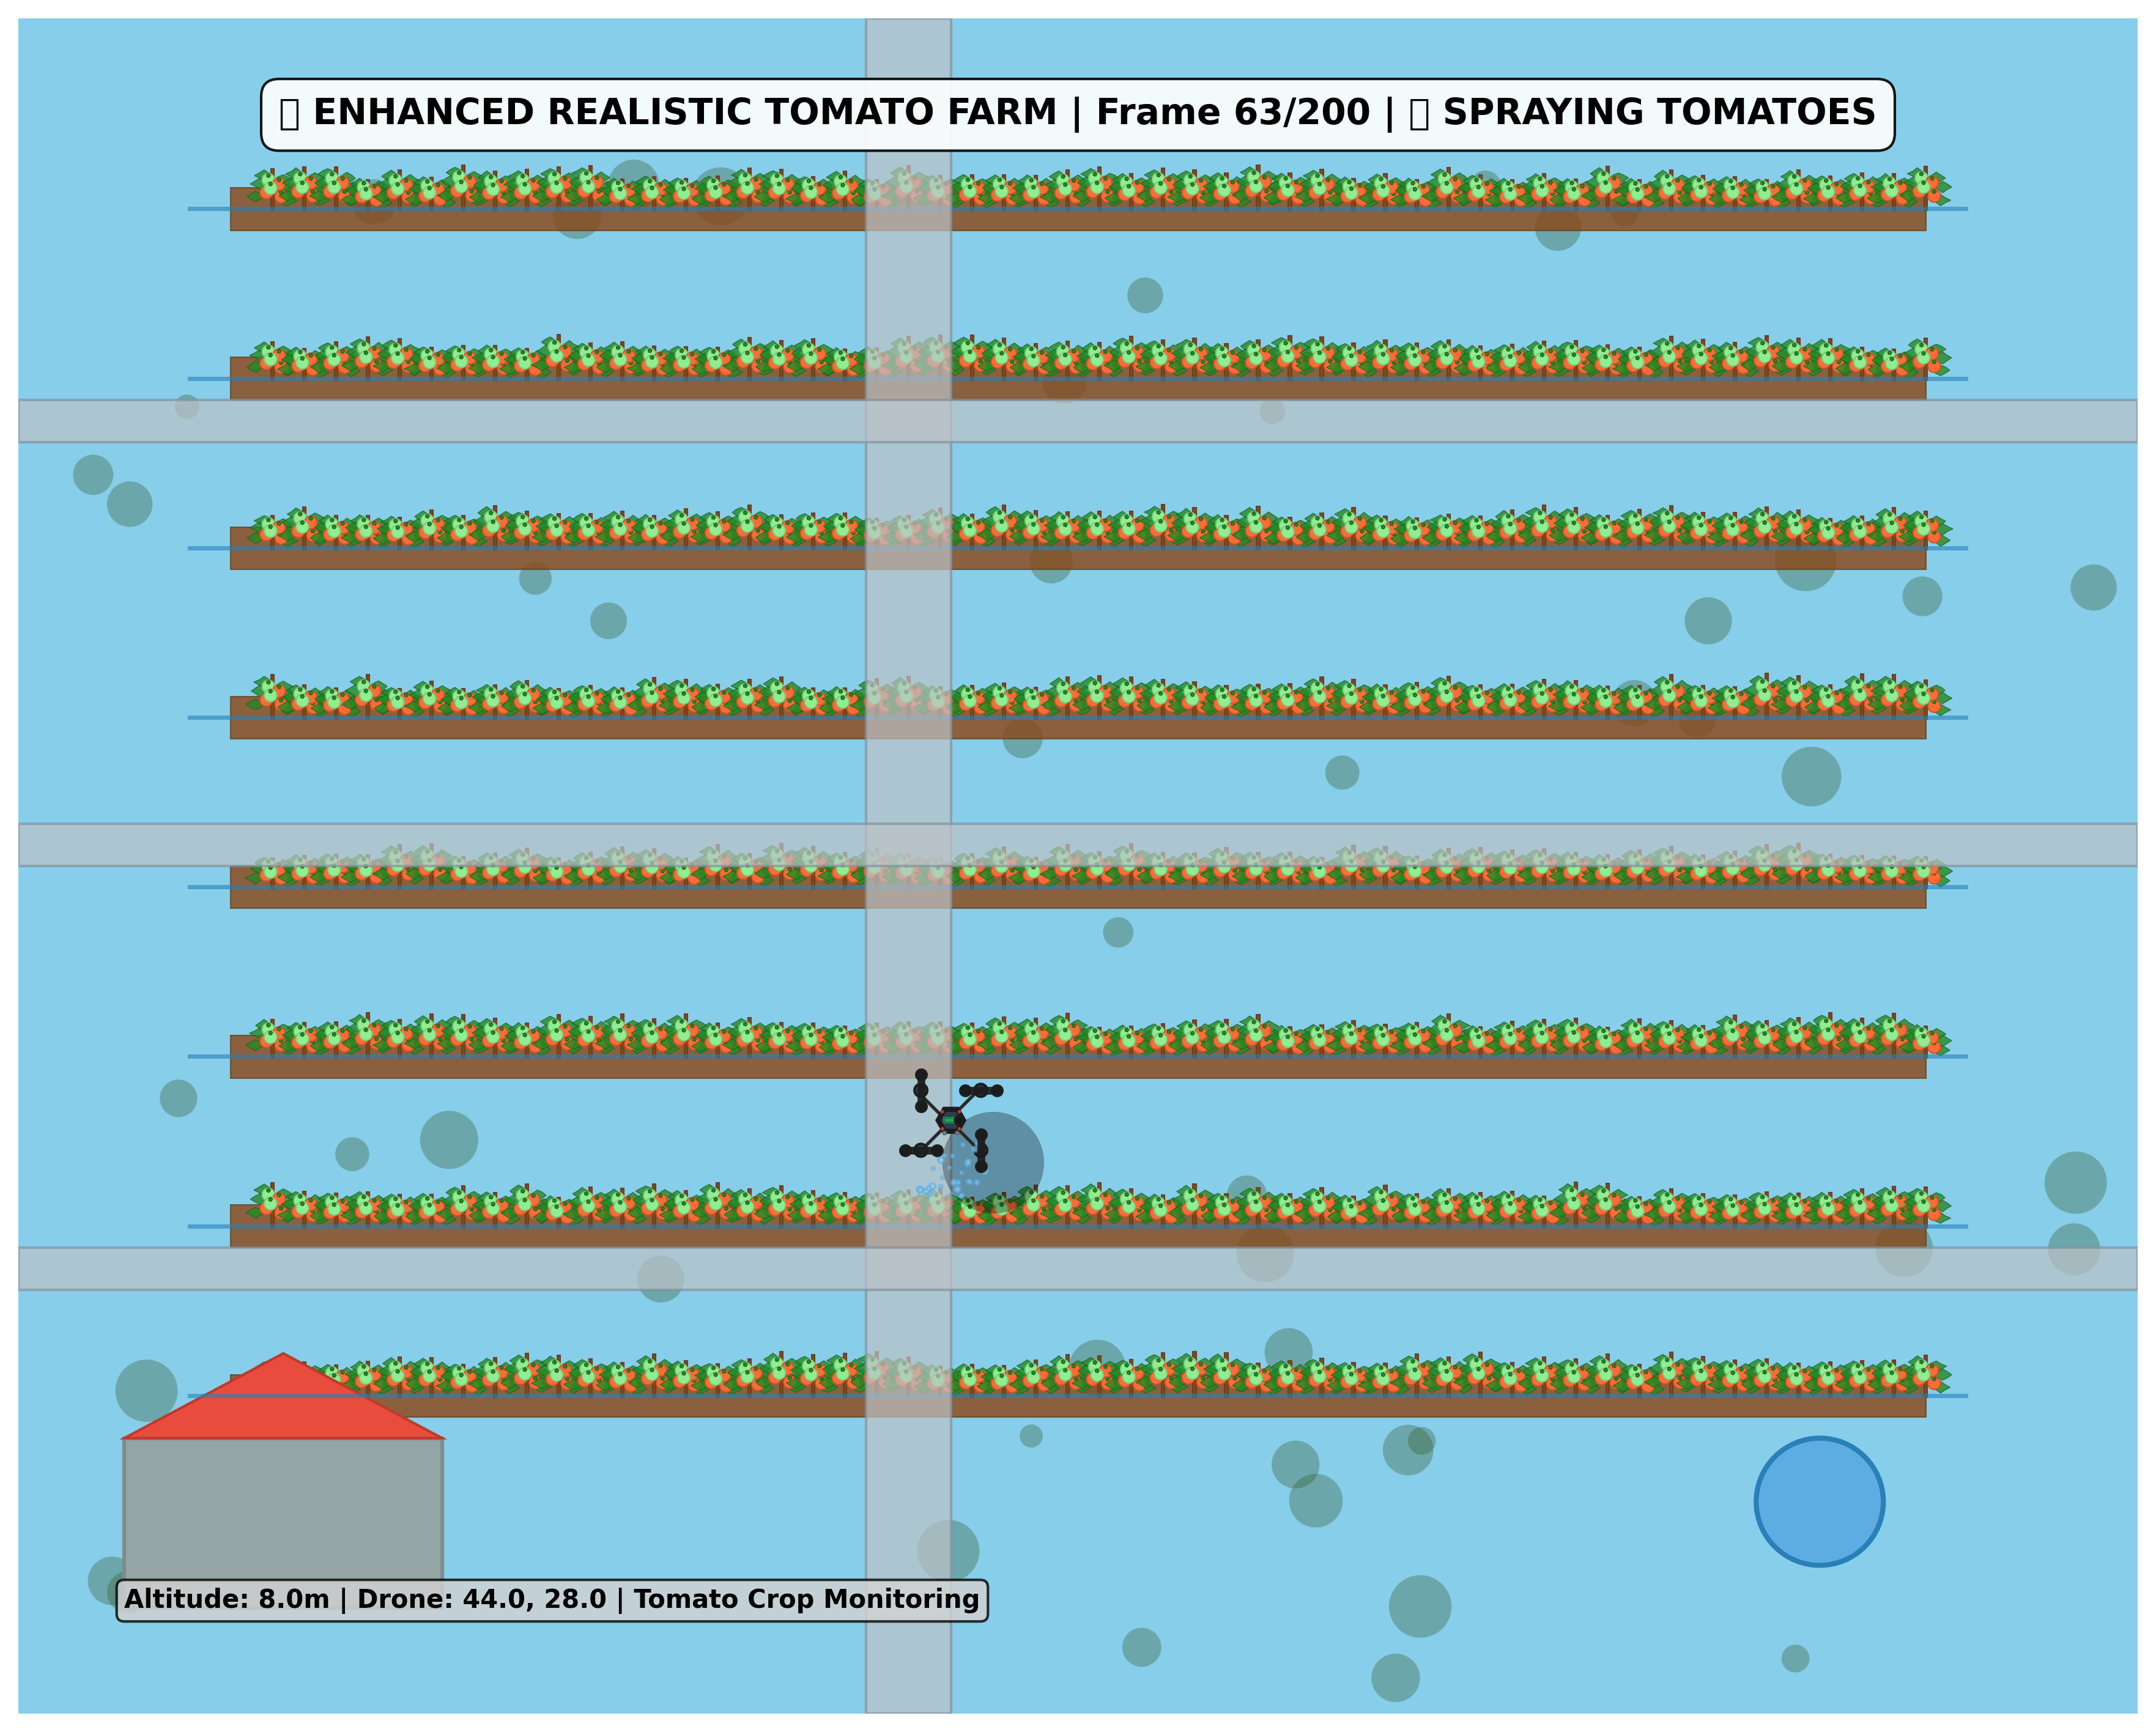 ▯ ENHANCED REALISTIC TOMATO FARM | Frame 63/200 | ▯ SPRAYING TOMATOES
Altitude: 8.0m | Drone: 44.0, 28.0 | Tomato Crop Monitoring